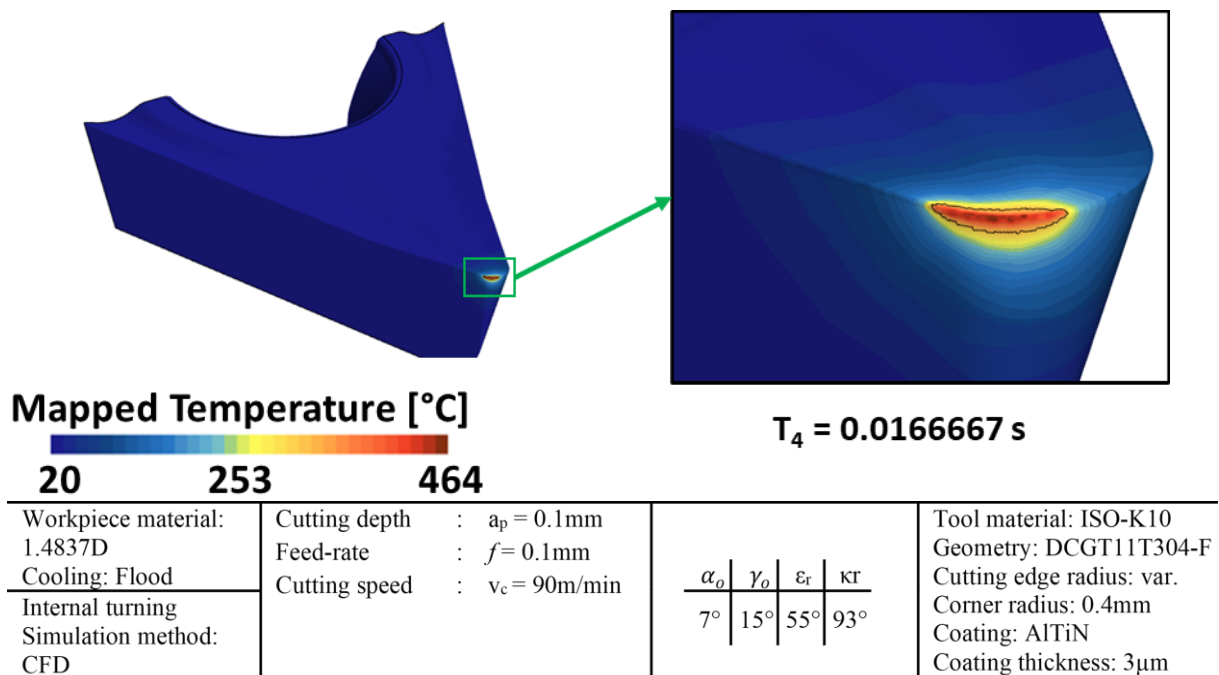 Mapped Temperature [°C]
20 253 464
T4 = 0.0166667 s
Workpiece material:
1.4837D
Cooling: Flood
Internal turning
Simulation method:
CFD
Cutting depth : ap = 0.1mm
Feed-rate : f = 0.1mm
Cutting speed : vc = 90m/min
αo γo εr κr
7° 15° 55° 93°
Tool material: ISO-K10
Geometry: DCGT11T304-F
Cutting edge radius: var.
Corner radius: 0.4mm
Coating: AlTiN
Coating thickness: 3μm